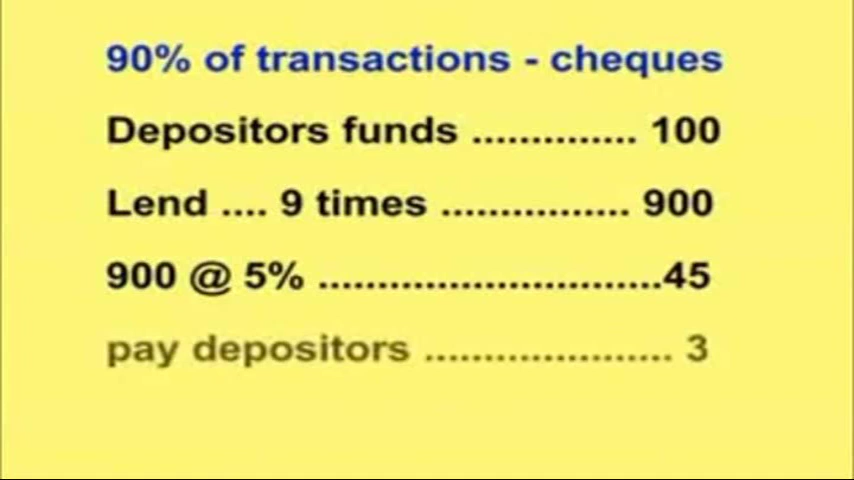 90% of transactions - cheques
Depositors funds .............. 100
Lend .... 9 times ................ 900
900 @ 5% .............................45
pay depositors ..................... 3